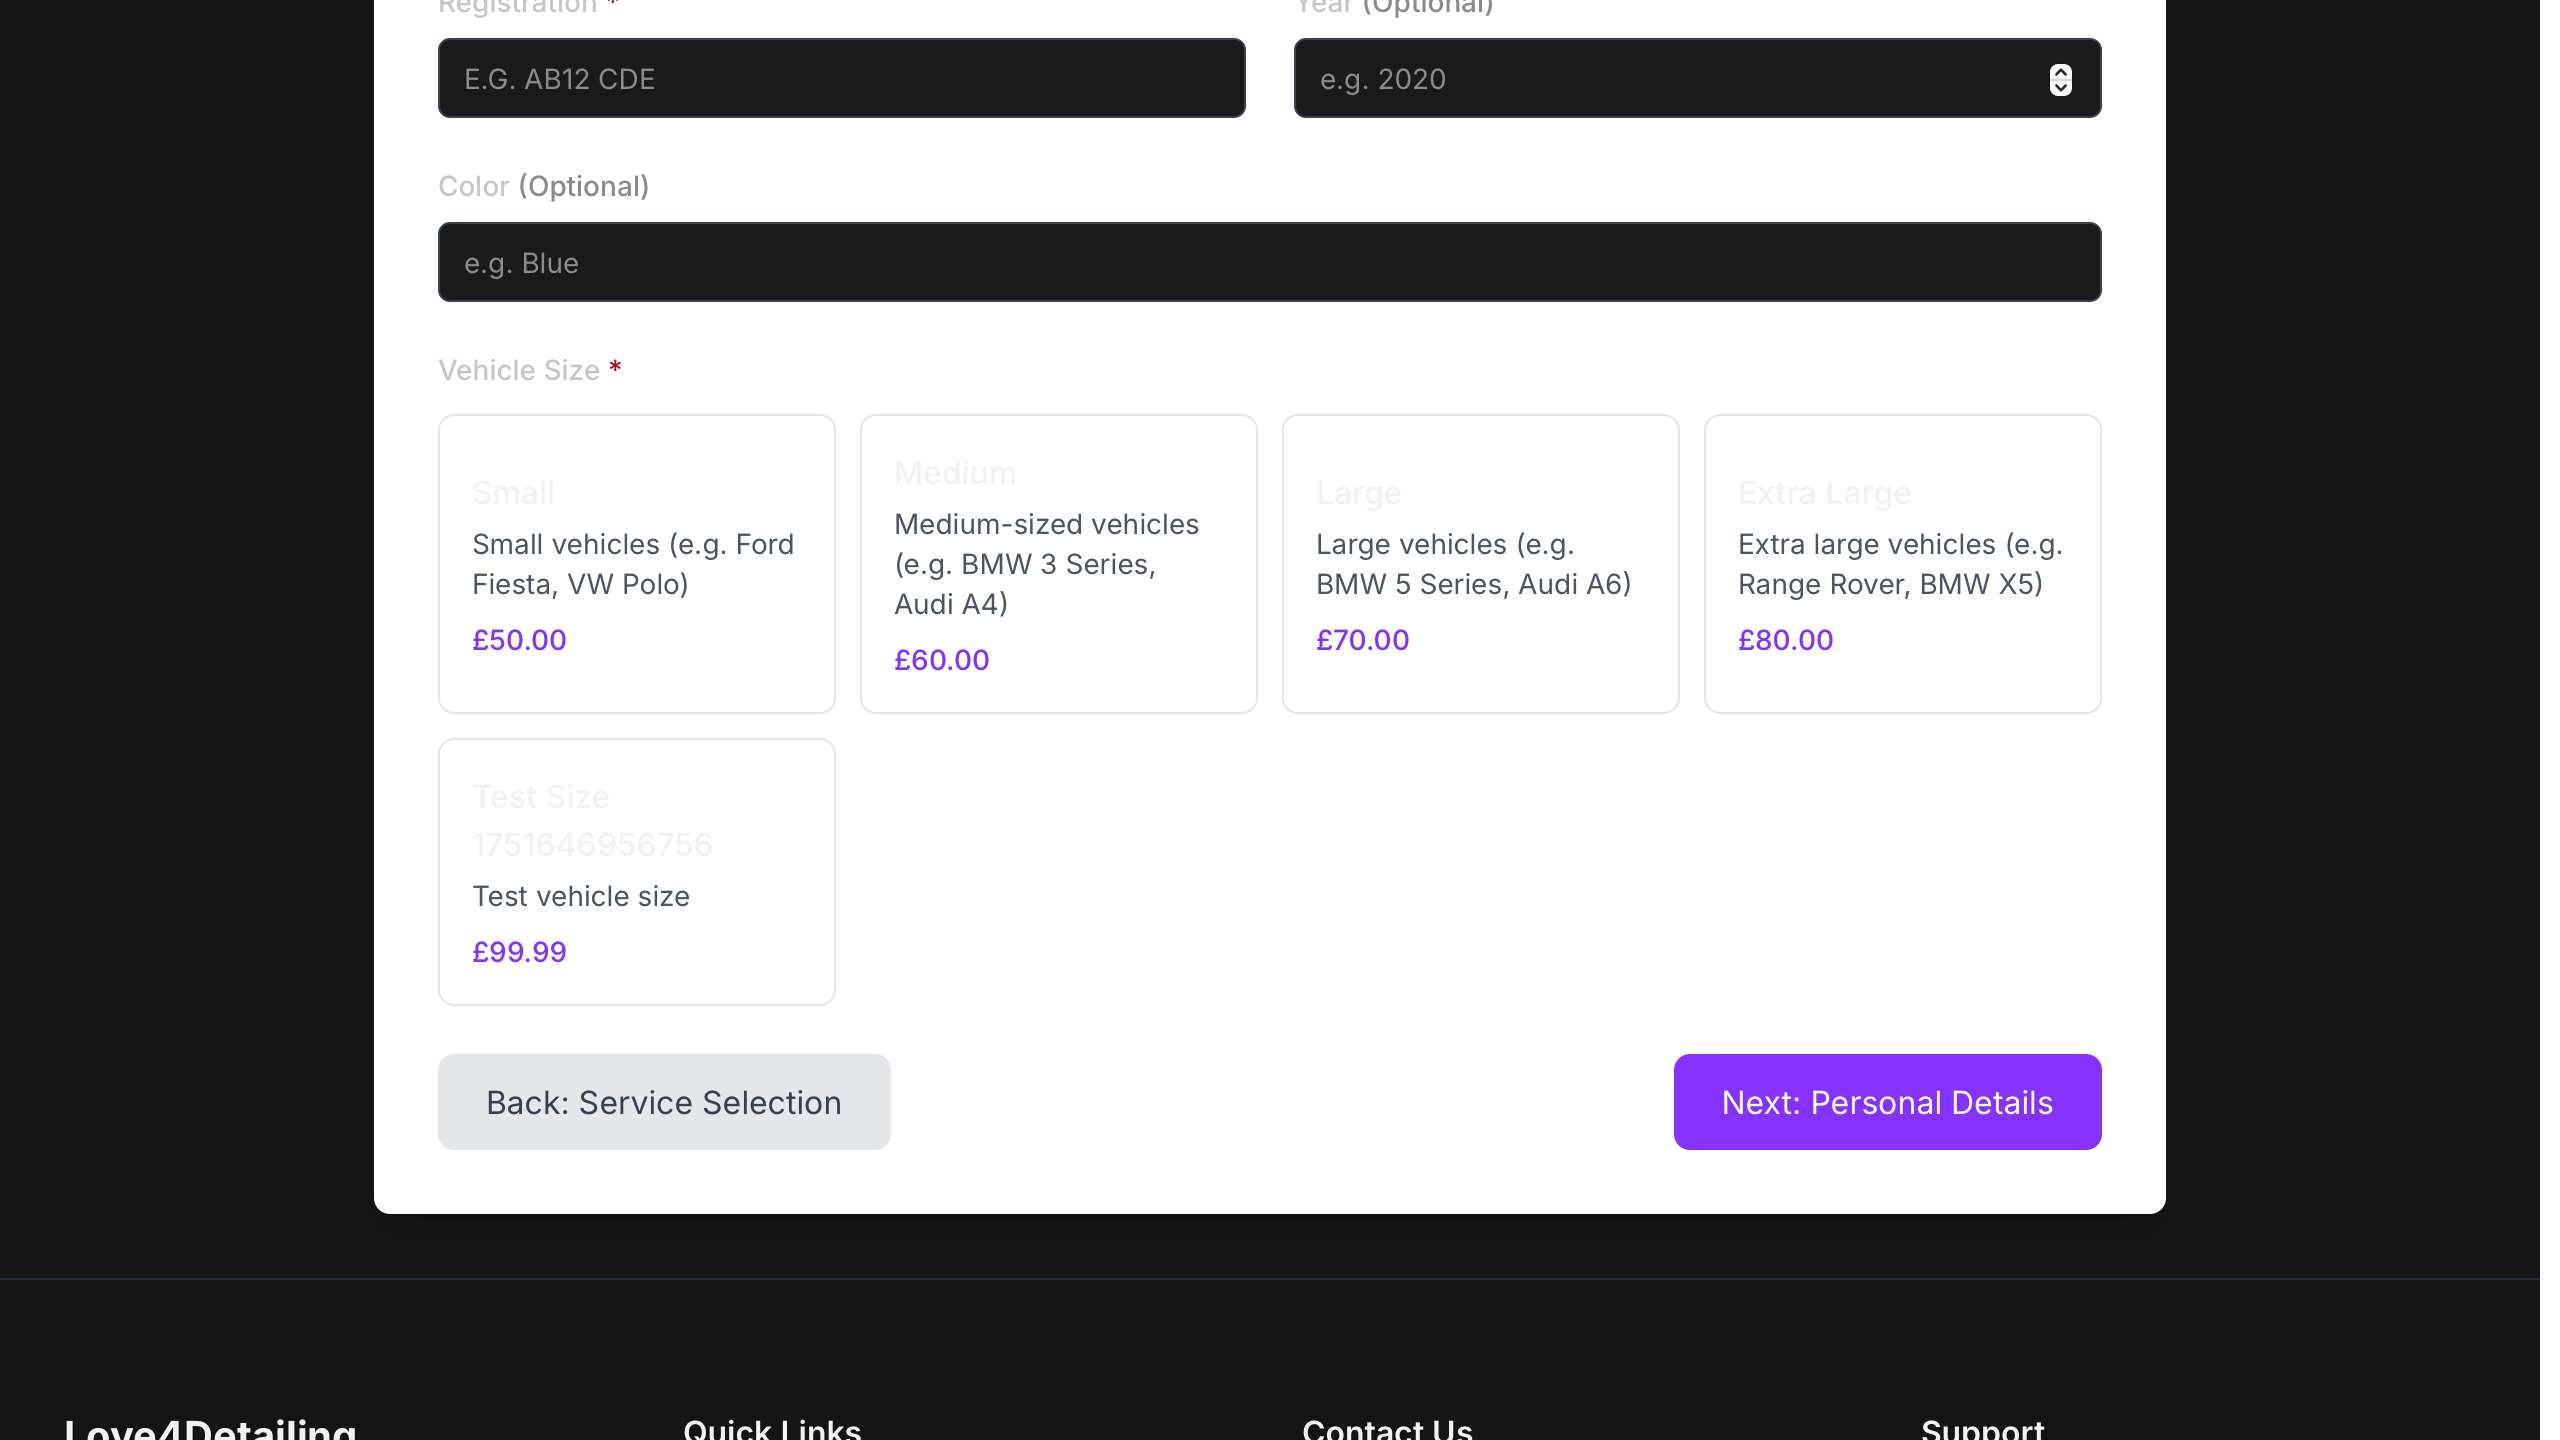 Registration *
Year (Optional)
E.G. AB12 CDE
e.g. 2020
Color (Optional)
e.g. Blue
Vehicle Size *
Small
Small vehicles (e.g. Ford
Fiesta, VW Polo)
£50.00
Medium
Medium-sized vehicles
(e.g. BMW 3 Series,
Audi A4)
£60.00
Large
Large vehicles (e.g.
BMW 5 Series, Audi A6)
£70.00
Extra Large
Extra large vehicles (e.g.
Range Rover, BMW X5)
£80.00
Test Size
1751646956756
Test vehicle size
£99.99
Back: Service Selection
Next: Personal Details
Love4Detailing
Quick Links
Contact Us
Support